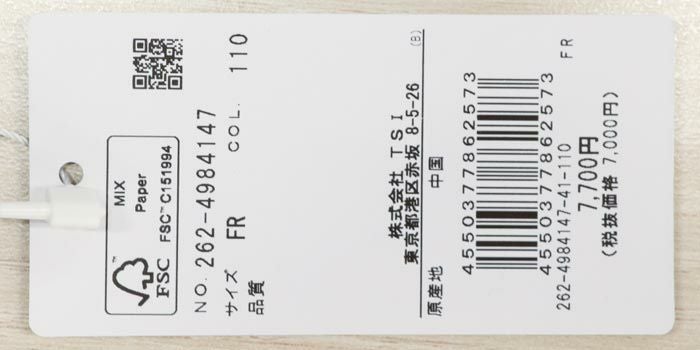 MIX
Paper
FSC
FSC™ C151994
NO. 262-4984147
サイズ FR COL. 110
品質
株式会社 TSI
東京都港区赤坂 8-5-26
(B)
原産地 中国
4550377862573
4550377862573
262-4984147-41-110 FR
7,700円
(税抜価格 7,000円)